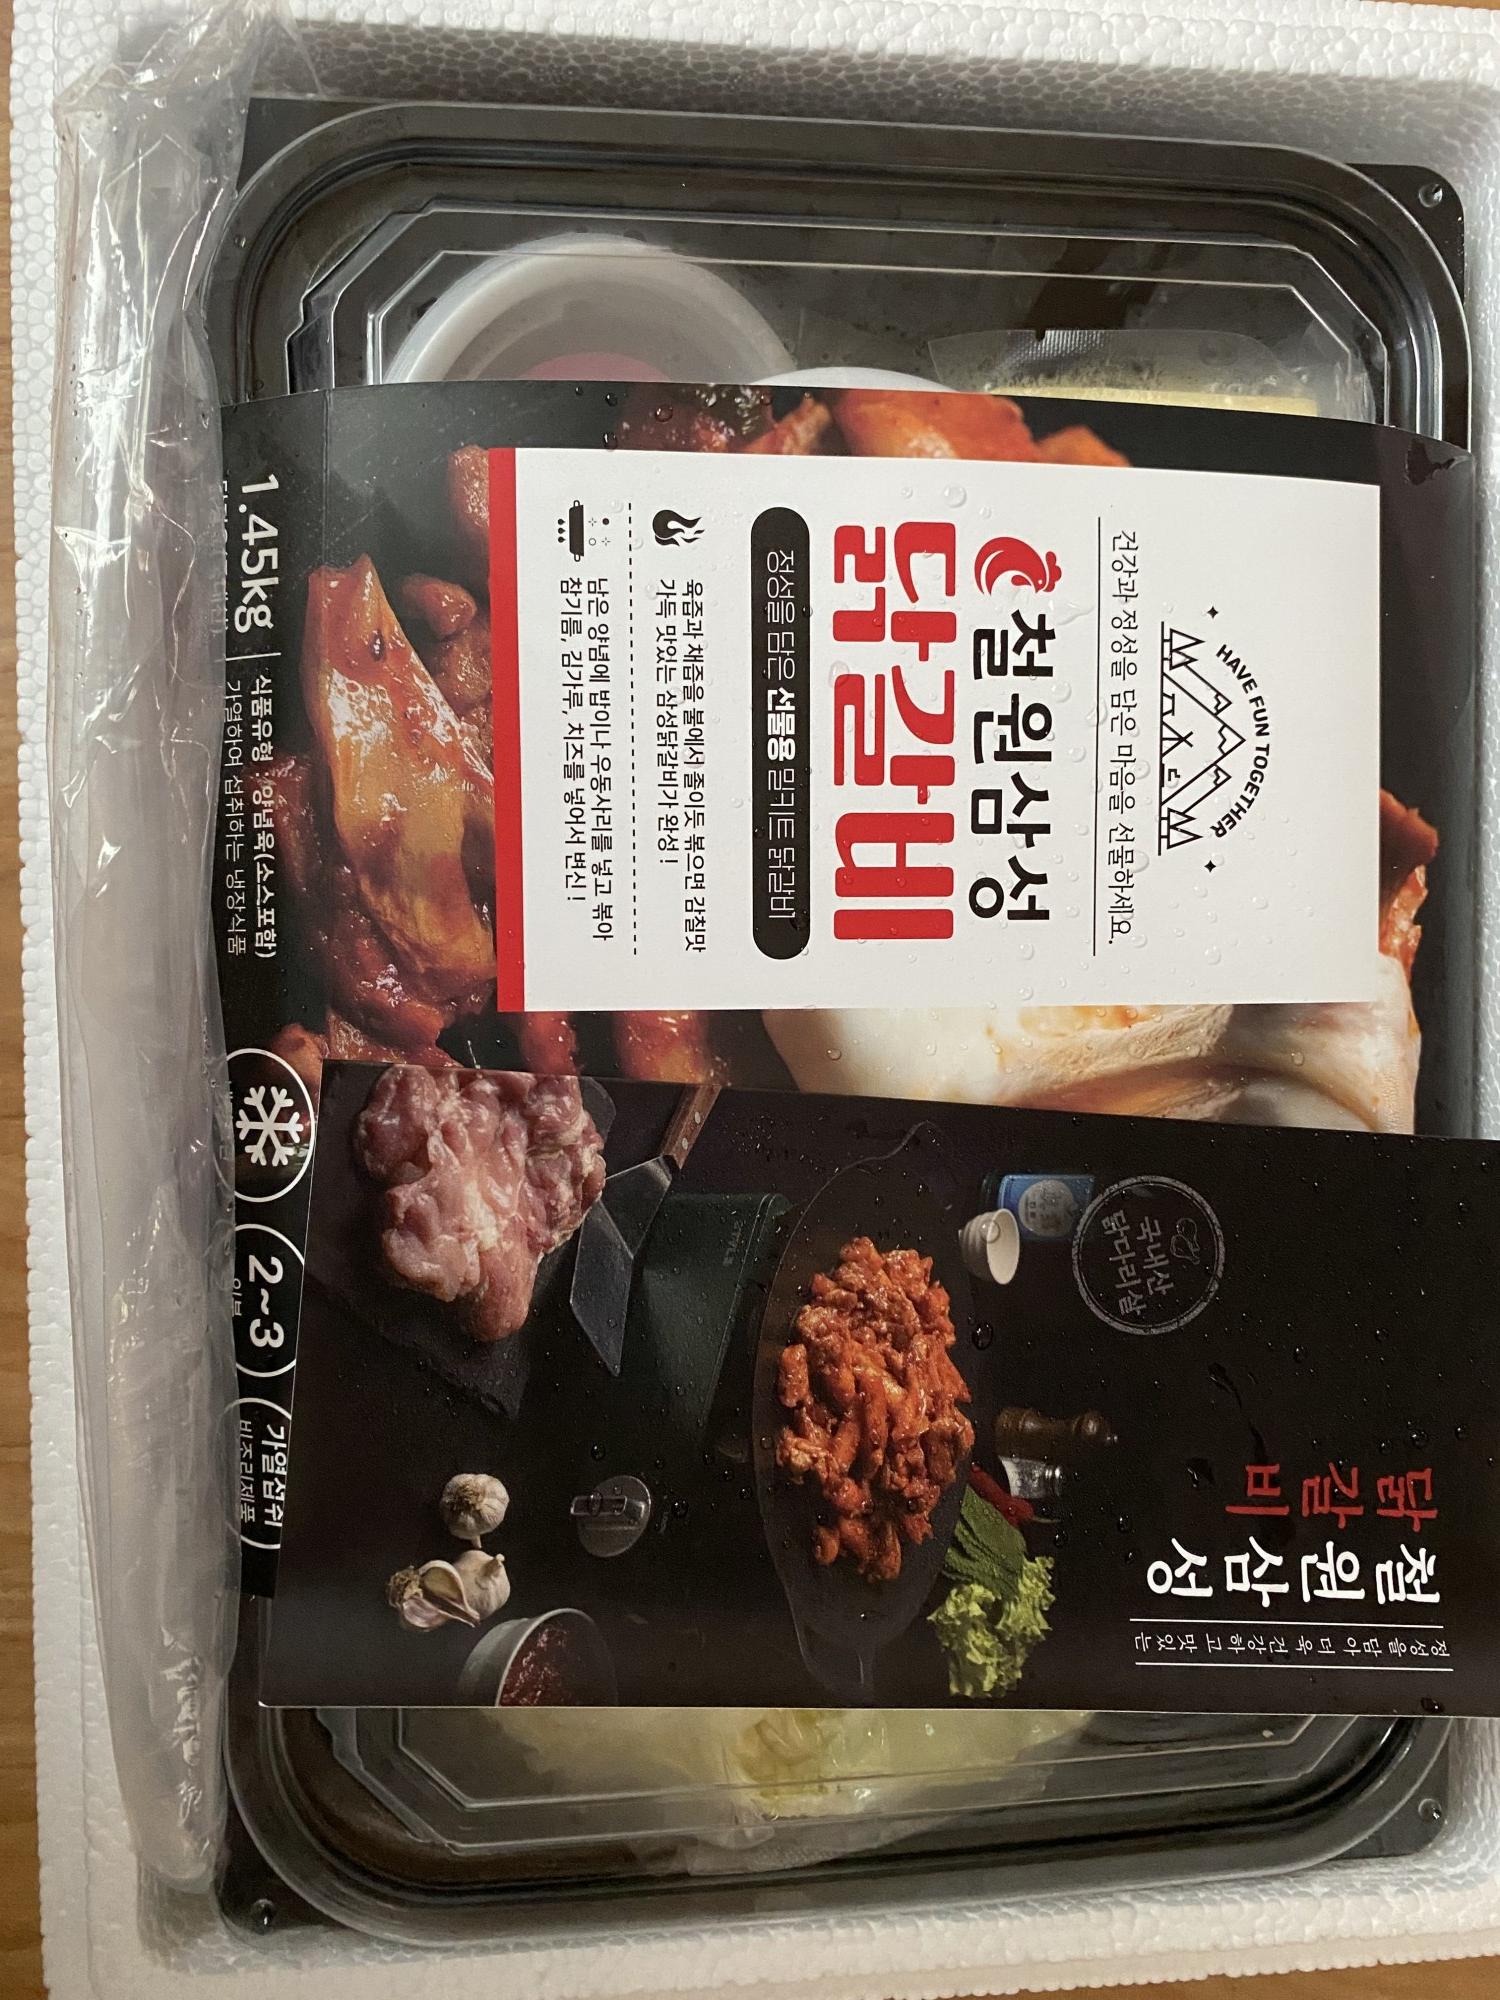 HAVE FUN TOGETHER
건강과 정성을 담은 마음을 선물하세요.
철원삼성
닭갈비
정성을 담은 선물용 밀키트 닭갈비
육즙과 채즙을 불에서 졸이듯 볶으면 감칠맛
가득 맛있는 삼성닭갈비가 완성!
남은 양념에 밥이나 우동사리를 넣고 볶아
참기름, 김가루, 치즈를 넣어서 변신!
1.45kg
식품유형 : 양념육(소스포함)
가열하여 섭취하는 냉장식품
2~3
인분
가열섭취
비조리제품
국내산
닭다리살
정성을 담아 더욱 건강하고 맛있는
철원삼성
닭갈비